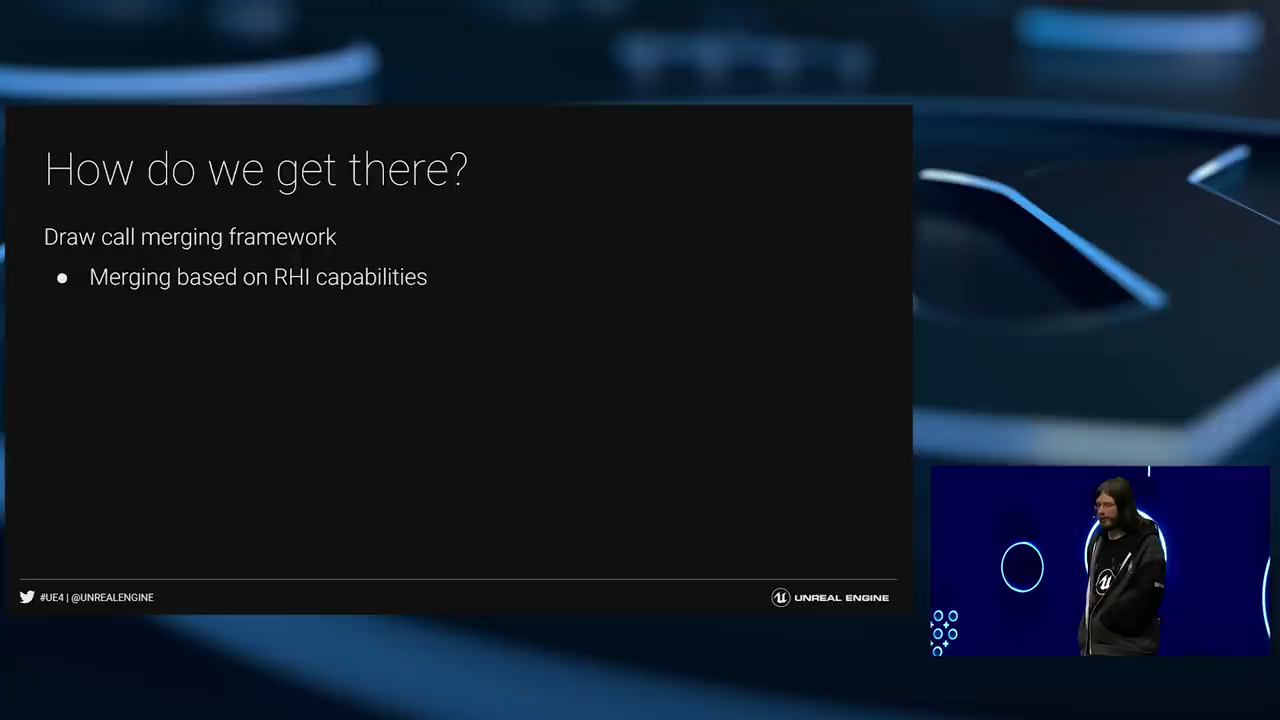 How do we get there?
Draw call merging framework
● Merging based on RHI capabilities
#UE4 | @UNREALENGINE
UNREAL ENGINE